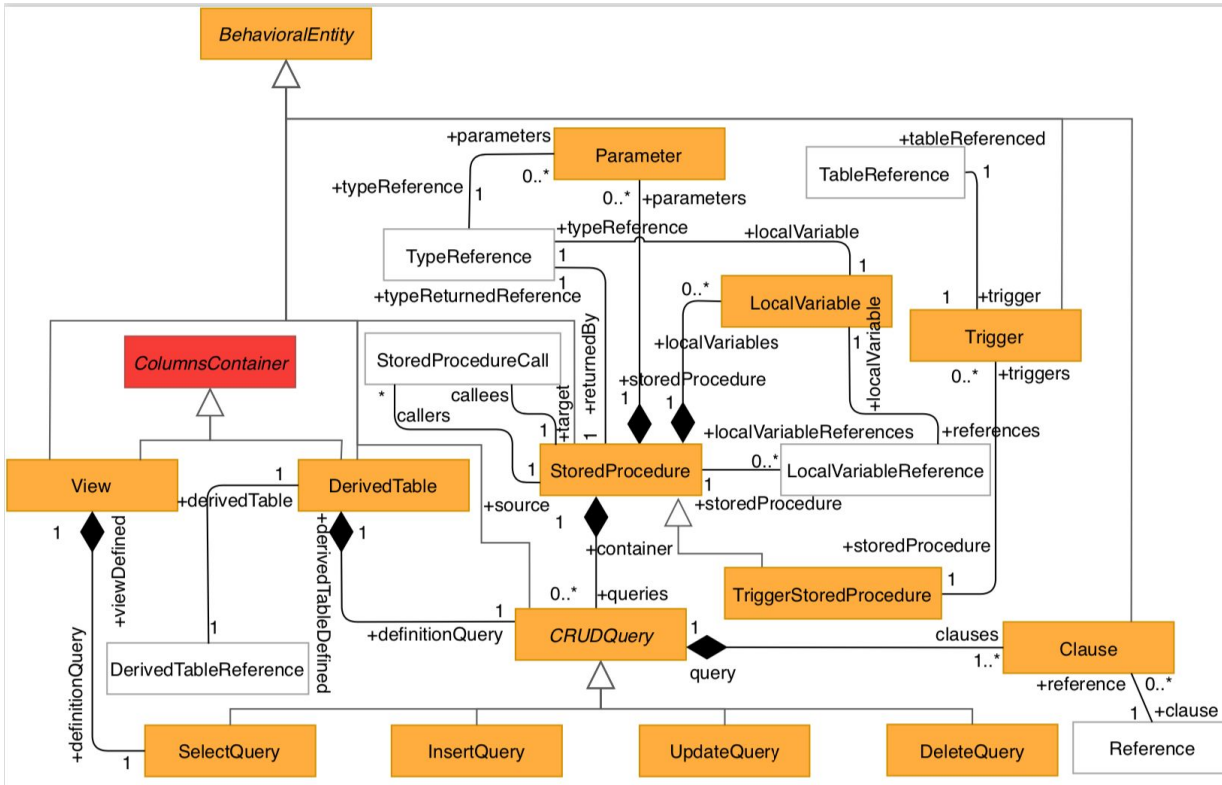 BehavioralEntity
+parameters
Parameter
+tableReferenced
TableReference
1
0..*
+typeReference
1
0..*
+parameters
+typeReference
+localVariable
TypeReference
1
1
1
+typeReturnedReference
0..*
LocalVariable
1
+trigger
Trigger
ColumnsContainer
StoredProcedureCall
+returnedBy
+localVariables
1
+localVariable
0..*
+triggers
+storedProcedure
*
callers
callees
1
+target
1
1
1
+localVariableReferences
+references
View
1
+derivedTable
DerivedTable
1
StoredProcedure
0..*
LocalVariableReference
1
+storedProcedure
+source
1
+viewDefined
+derivedTableDefined
1
1
+container
+storedProcedure
TriggerStoredProcedure
1
0..*
+queries
1
+definitionQuery
1
CRUDQuery
1
query
clauses
1..*
Clause
DerivedTableReference
+definitionQuery
+reference
0..*
1
+clause
Reference
1
SelectQuery
InsertQuery
UpdateQuery
DeleteQuery